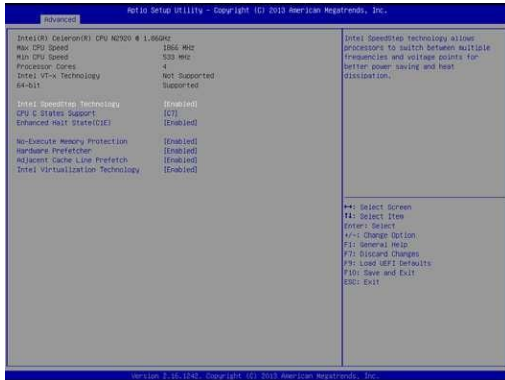 Aptio Setup Utility - Copyright (C) 2013 American Megatrends, Inc.
Advanced
Intel(R) Celeron(R) CPU N2920 @ 1.86GHz
Max CPU Speed 1866 MHz
Min CPU Speed 533 MHz
Processor Cores 4
Intel VT-x Technology Not Supported
64-bit Supported
Intel SpeedStep Technology [Enabled]
CPU C States Support [C7]
Enhanced Halt State(C1E) [Enabled]
No-Execute Memory Protection [Enabled]
Hardware Prefetcher [Enabled]
Adjacent Cache Line Prefetch [Enabled]
Intel Virtualization Technology [Enabled]
Intel SpeedStep technology allows
processors to switch between multiple
frequencies and voltage points for
better power saving and heat
dissipation.
→←: Select Screen
↑↓: Select Item
Enter: Select
+/-: Change Option
F1: General Help
F7: Discard Changes
F9: Load UEFI Defaults
F10: Save and Exit
ESC: Exit
Version 2.16.1242. Copyright (C) 2013 American Megatrends, Inc.